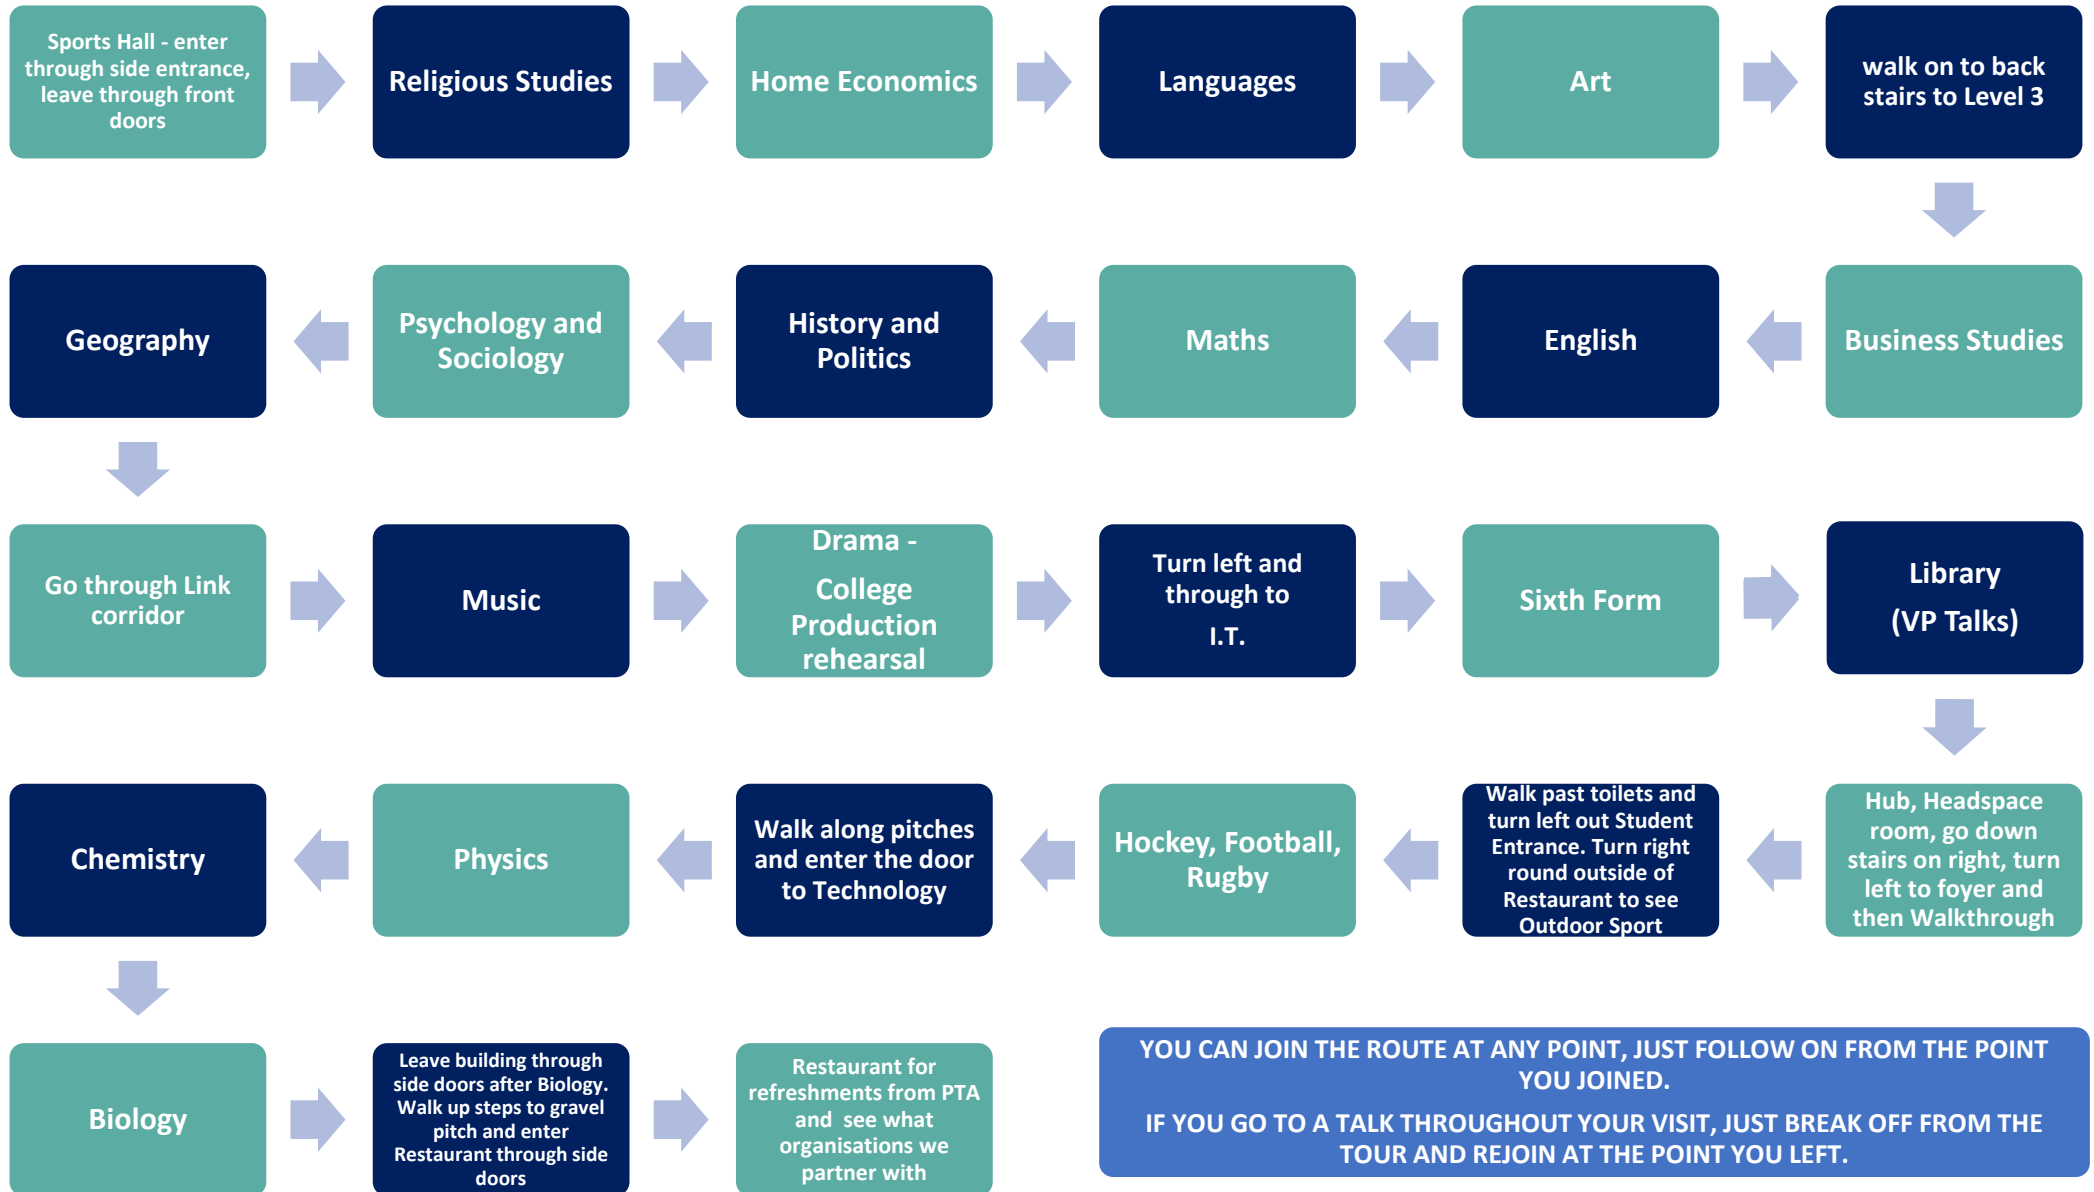 Sports Hall - enter
through side entrance,
leave through front
doors
Religious Studies
Home Economics
Languages
Art
walk on to back
stairs to Level 3
Business Studies
English
Maths
History and
Politics
Psychology and
Sociology
Geography
Go through Link
corridor
Music
Drama -
College
Production
rehearsal
Turn left and
through to
I.T.
Sixth Form
Library
(VP Talks)
Hub, Headspace
room, go down
stairs on right, turn
left to foyer and
then Walkthrough
Walk past toilets and
turn left out Student
Entrance. Turn right
round outside of
Restaurant to see
Outdoor Sport
Hockey, Football,
Rugby
Walk along pitches
and enter the door
to Technology
Physics
Chemistry
Biology
Leave building through
side doors after Biology.
Walk up steps to gravel
pitch and enter
Restaurant through side
doors
Restaurant for
refreshments from PTA
and see what
organisations we
partner with
YOU CAN JOIN THE ROUTE AT ANY POINT, JUST FOLLOW ON FROM THE POINT
YOU JOINED.
IF YOU GO TO A TALK THROUGHOUT YOUR VISIT, JUST BREAK OFF FROM THE
TOUR AND REJOIN AT THE POINT YOU LEFT.